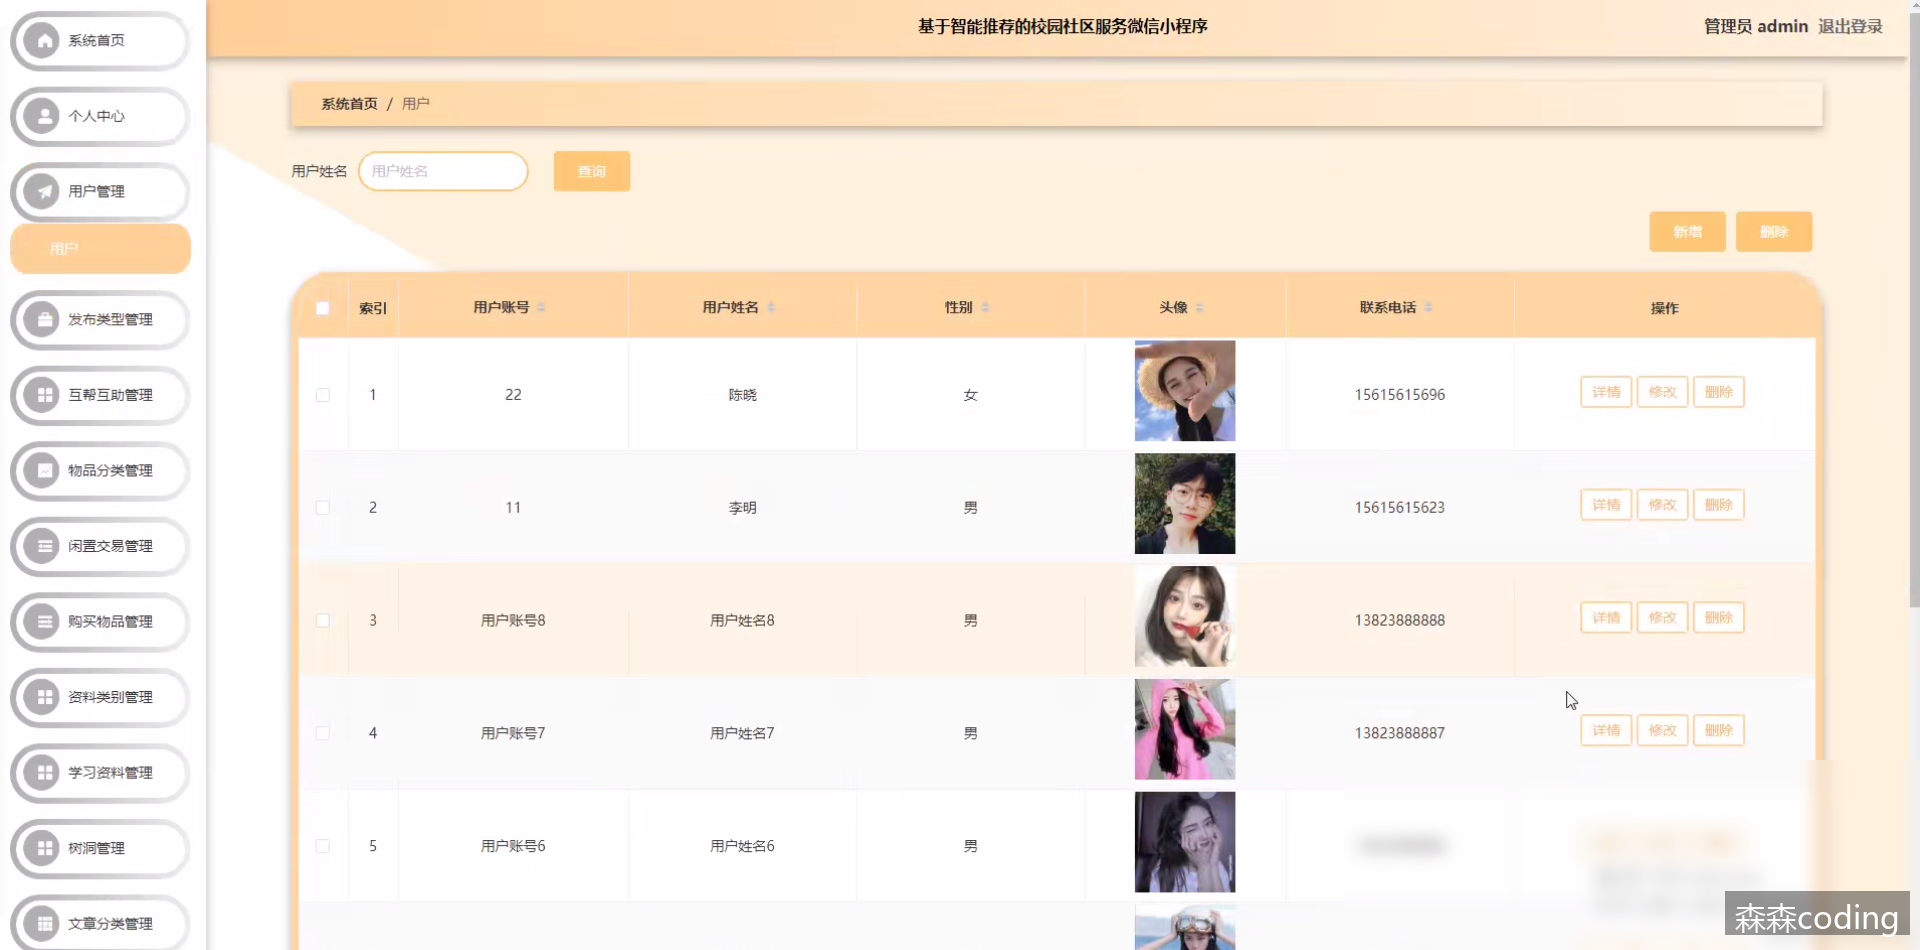 基于智能推荐的校园社区服务微信小程序
管理员 admin 退出登录
系统首页
个人中心
用户管理
用户
发布类型管理
互帮互助管理
物品分类管理
闲置交易管理
购买物品管理
资料类别管理
学习资料管理
树洞管理
文章分类管理
系统首页 / 用户
用户姓名 用户姓名 查询
新增 删除
索引 用户账号 用户姓名 性别 头像 联系电话 操作
1 22 陈晓 女 15615615696 详情 修改 删除
2 11 李明 男 15615615623 详情 修改 删除
3 用户账号8 用户姓名8 男 13823888888 详情 修改 删除
4 用户账号7 用户姓名7 男 13823888887 详情 修改 删除
5 用户账号6 用户姓名6 男
森森coding